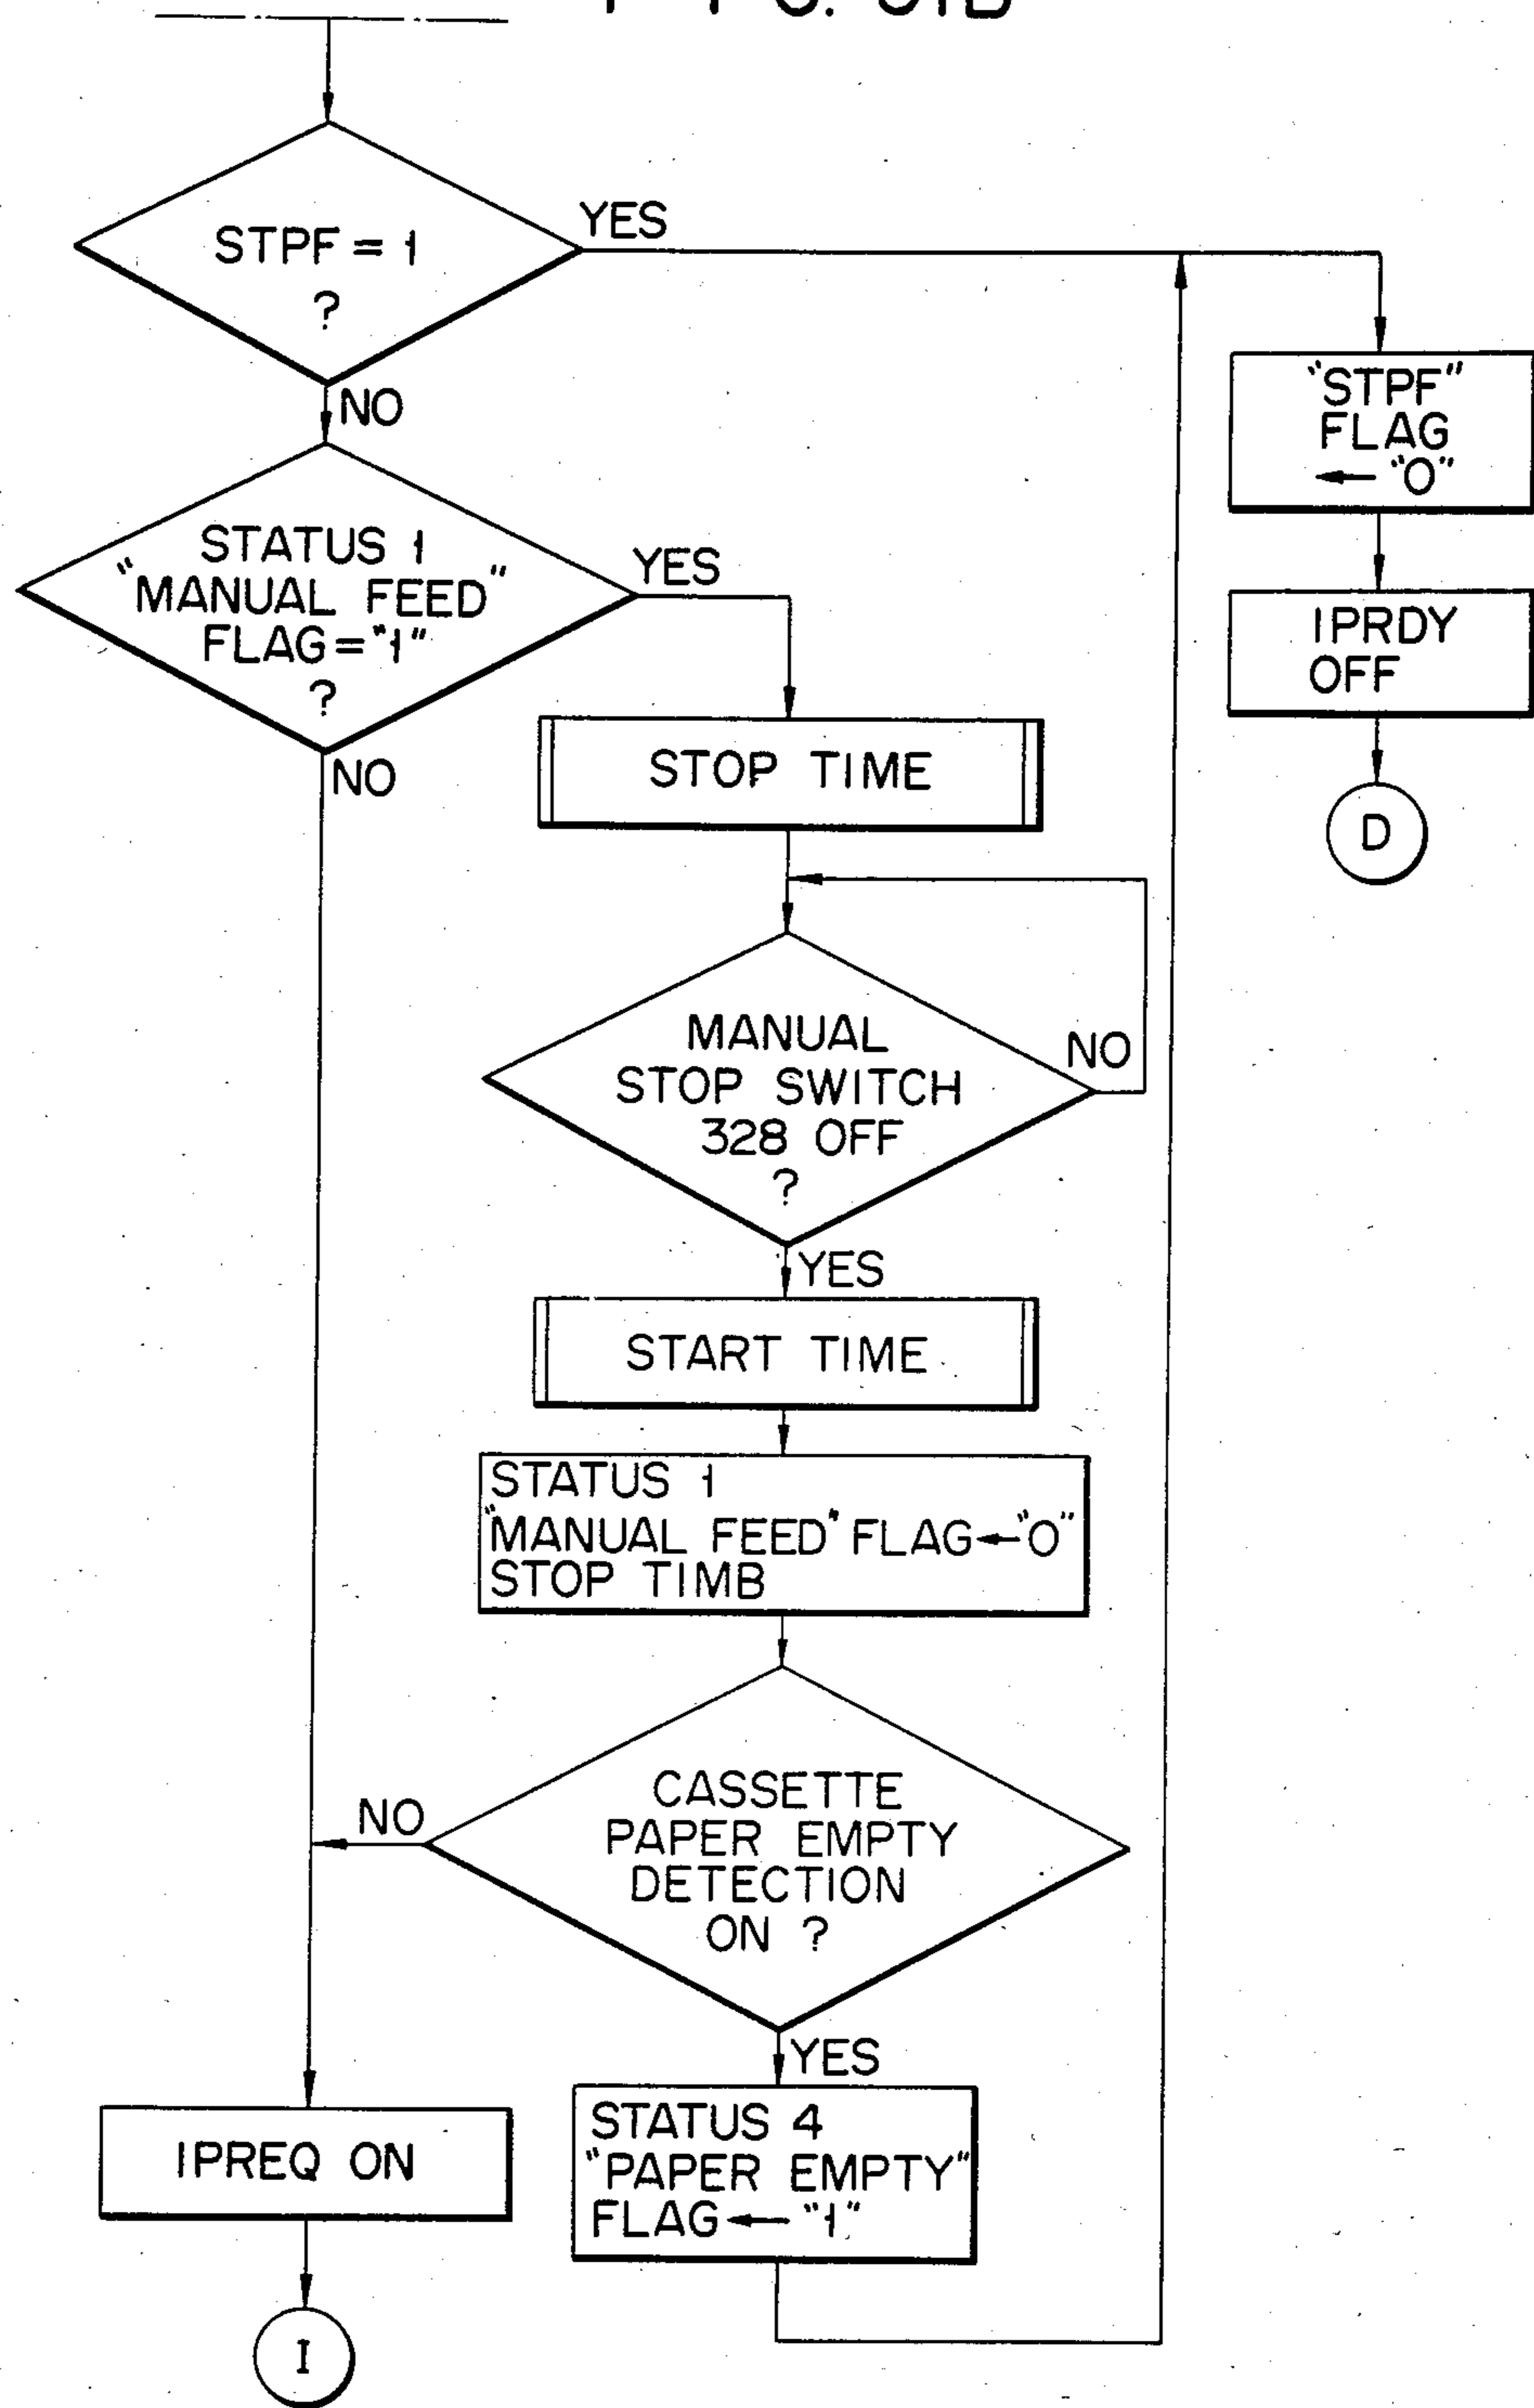 STPF = 1
?
YES
NO
"STPF"
FLAG
← "0"
IPRDY
OFF
D
STATUS 1
"MANUAL FEED"
FLAG = "1"
?
YES
NO
STOP TIME
MANUAL
STOP SWITCH
328 OFF
?
NO
YES
START TIME
STATUS 1
"MANUAL FEED" FLAG ← "0"
STOP TIMB
CASSETTE
PAPER EMPTY
DETECTION
ON ?
NO
YES
STATUS 4
"PAPER EMPTY"
FLAG ← "1"
IPREQ ON
I